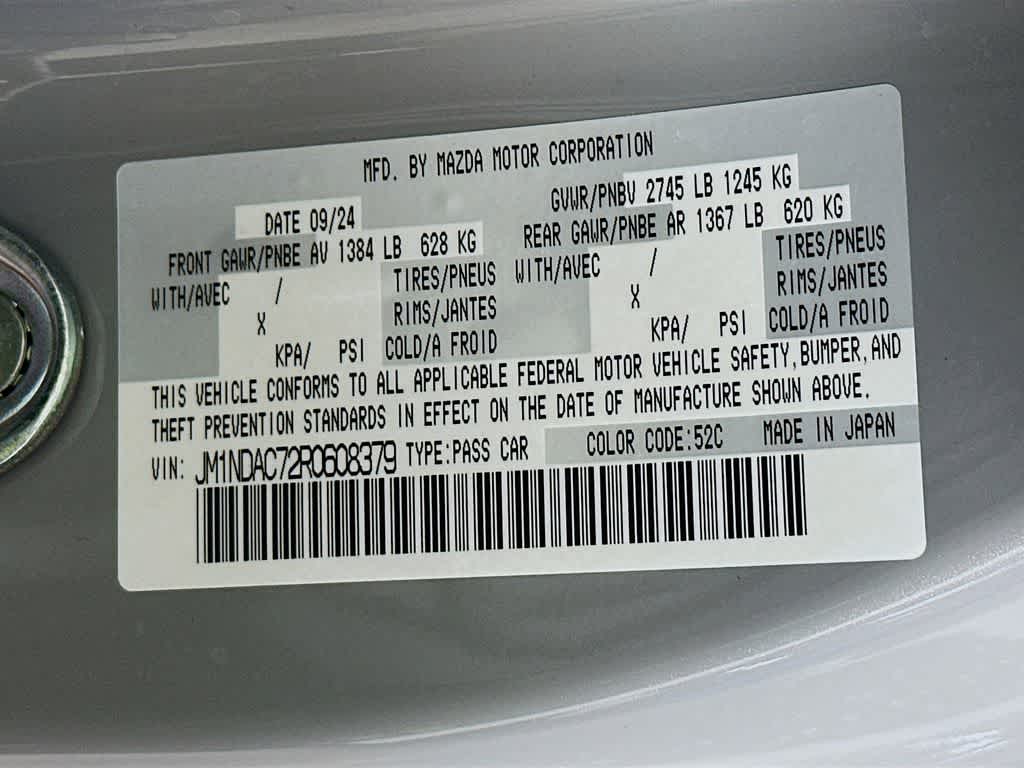 MFD. BY MAZDA MOTOR CORPORATION
DATE 09/24
GVWR/PNBV 2745 LB 1245 KG
FRONT GAWR/PNBE AV 1384 LB 628 KG
REAR GAWR/PNBE AR 1367 LB 620 KG
WITH/AVEC / TIRES/PNEUS
WITH/AVEC / TIRES/PNEUS
X RIMS/JANTES
X RIMS/JANTES
KPA/ PSI COLD/A FROID
KPA/ PSI COLD/A FROID
THIS VEHICLE CONFORMS TO ALL APPLICABLE FEDERAL MOTOR VEHICLE SAFETY, BUMPER, AND
THEFT PREVENTION STANDARDS IN EFFECT ON THE DATE OF MANUFACTURE SHOWN ABOVE.
VIN: JM1NDAC72R0608379 TYPE:PASS CAR COLOR CODE:52C MADE IN JAPAN